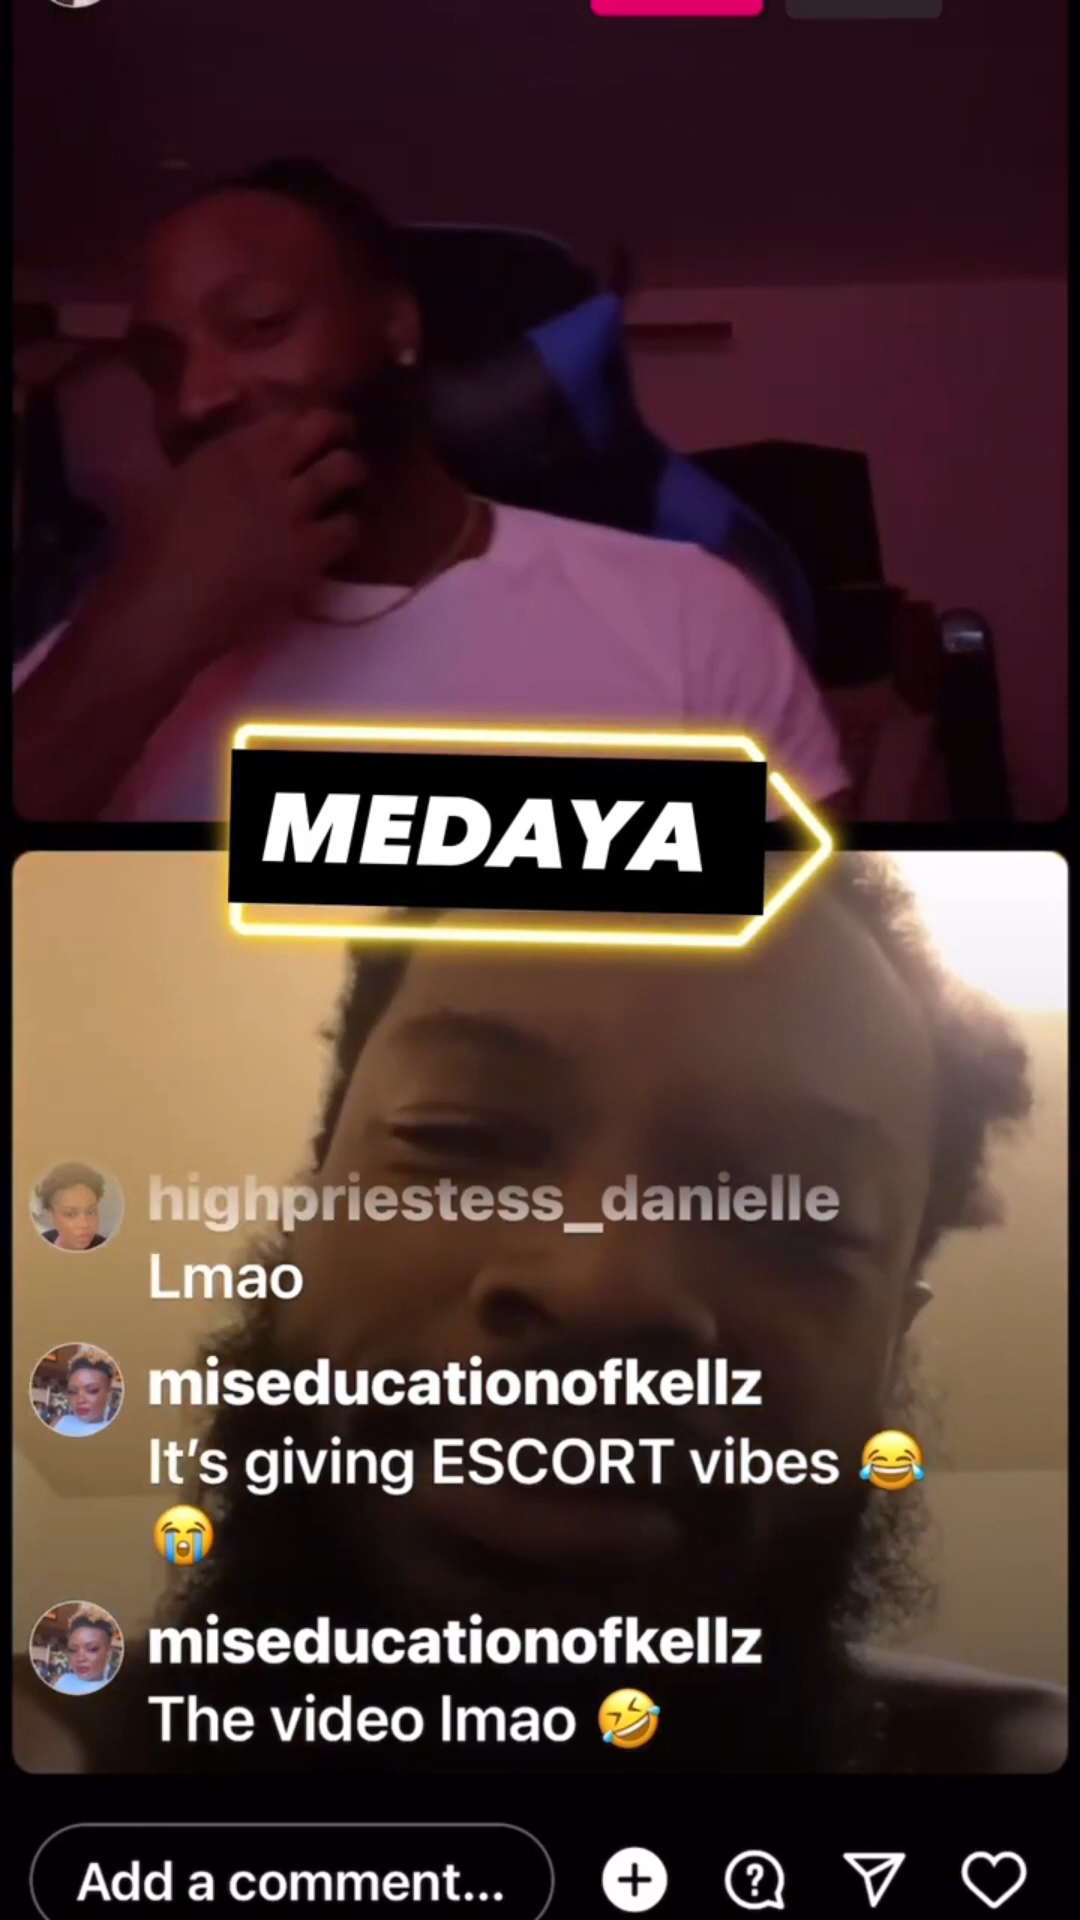 MEDAYA
highpriestess_danielle
Lmao
miseducationofkellz
It’s giving ESCORT vibes 😂
😭
miseducationofkellz
The video lmao 🤣
Add a comment...